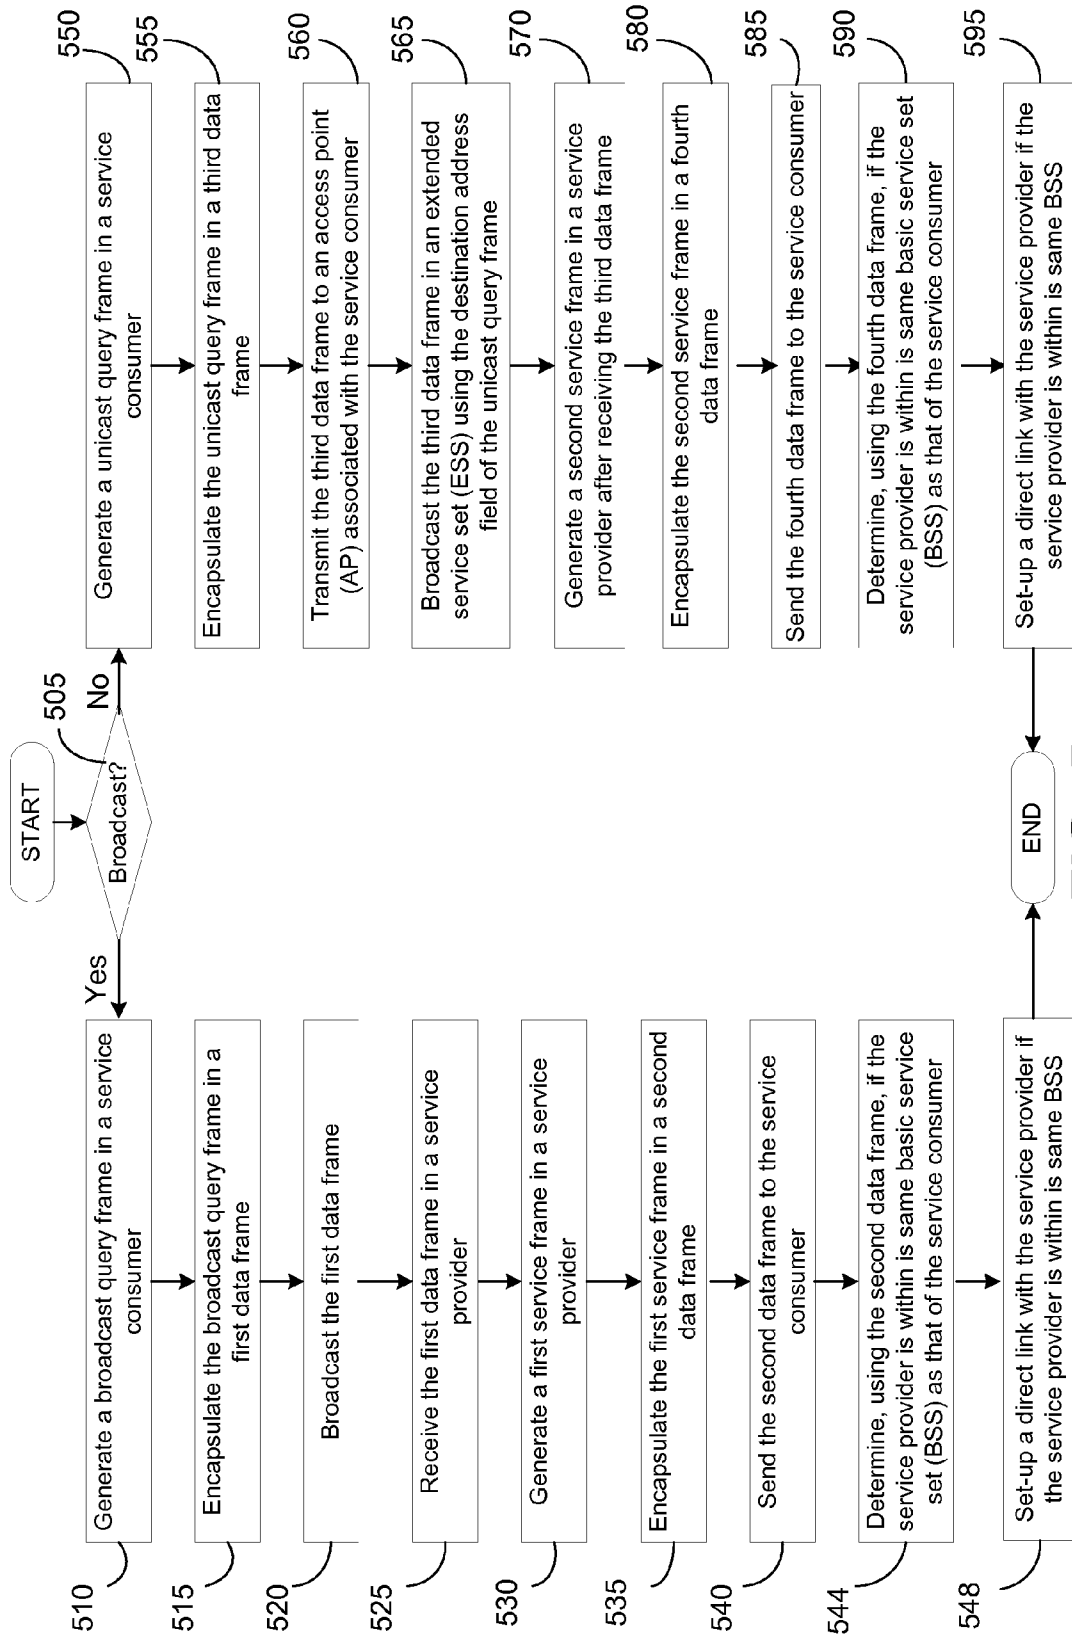 START
Broadcast?
505
Yes
No
510
Generate a broadcast query frame in a service
consumer
515
Encapsulate the broadcast query frame in a
first data frame
520
Broadcast the first data frame
525
Receive the first data frame in a service
provider
530
Generate a first service frame in a service
provider
535
Encapsulate the first service frame in a second
data frame
540
Send the second data frame to the service
consumer
544
Determine, using the second data frame, if the
service provider is within is same basic service
set (BSS) as that of the service consumer
548
Set-up a direct link with the service provider if
the service provider is within is same BSS
550
Generate a unicast query frame in a service
consumer
555
Encapsulate the unicast query frame in a third data
frame
560
Transmit the third data frame to an access point
(AP) associated with the service consumer
565
Broadcast the third data frame in an extended
service set (ESS) using the destination address
field of the unicast query frame
570
Generate a second service frame in a service
provider after receiving the third data frame
580
Encapsulate the second service frame in a fourth
data frame
585
Send the fourth data frame to the service consumer
590
Determine, using the fourth data frame, if the
service provider is within is same basic service set
(BSS) as that of the service consumer
595
Set-up a direct link with the service provider if the
service provider is within is same BSS
END